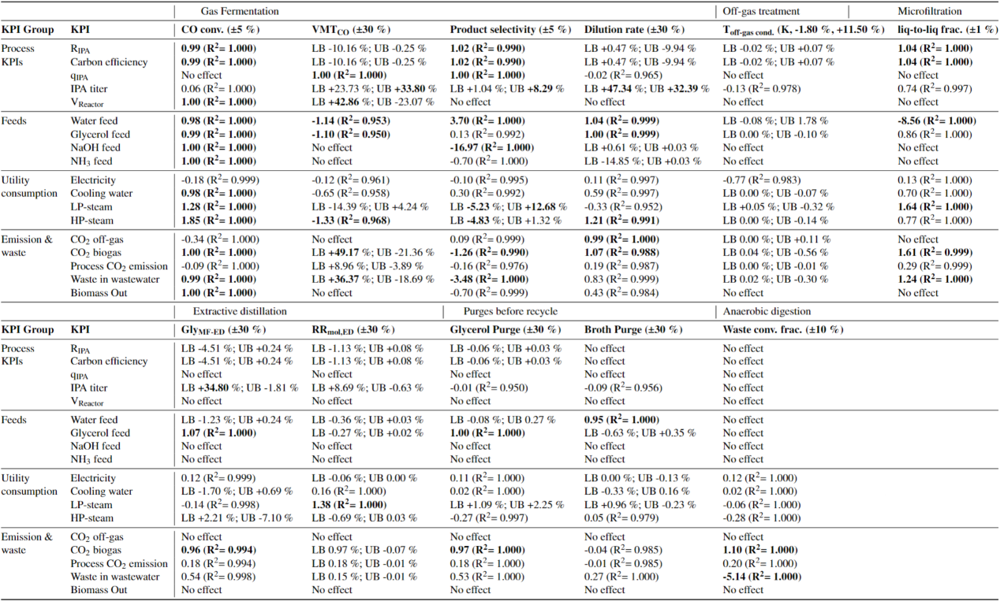 Gas Fermentation Off-gas treatment Microfiltration
KPI Group KPI CO conv. (±5 %) VMT_CO (±30 %) Product selectivity (±5 %) Dilution rate (±30 %) T_off-gas cond. (K, -1.80 %, +11.50 %) liq-to-liq frac. (±1 %)
Process R_IPA 0.99 (R²= 1.000) LB -10.16 %; UB -0.25 % 1.02 (R²= 0.990) LB +0.47 %; UB -9.94 % LB -0.02 %; UB +0.07 % 1.04 (R²= 1.000)
KPIs Carbon efficiency 0.99 (R²= 1.000) LB -10.16 %; UB -0.25 % 1.02 (R²= 0.990) LB +0.47 %; UB -9.94 % LB -0.02 %; UB +0.07 % 1.04 (R²= 1.000)
q_IPA No effect 1.00 (R²= 1.000) 1.00 (R²= 1.000) -0.02 (R²= 0.965) No effect No effect
IPA titer 0.06 (R²= 1.000) LB +23.73 %; UB +33.80 % LB +1.04 %; UB +8.29 % LB +47.34 %; UB +32.39 % -0.13 (R²= 0.978) 0.74 (R²= 0.997)
V_Reactor 1.00 (R²= 1.000) LB +42.86 %; UB -23.07 % No effect No effect No effect No effect
Feeds Water feed 0.98 (R²= 1.000) -1.14 (R²= 0.953) 3.70 (R²= 1.000) 1.04 (R²= 0.999) LB -0.08 %; UB 1.78 % -8.56 (R²= 1.000)
Glycerol feed 0.99 (R²= 1.000) -1.10 (R²= 0.950) 0.13 (R²= 0.992) 1.00 (R²= 0.999) LB 0.00 %; UB -0.10 % 0.86 (R²= 1.000)
NaOH feed 1.00 (R²= 1.000) No effect -16.97 (R²= 1.000) LB +0.61 %; UB +0.03 % No effect No effect
NH₃ feed 1.00 (R²= 1.000) No effect -0.70 (R²= 1.000) LB -14.85 %; UB +0.03 % No effect No effect
Utility Electricity -0.18 (R²= 0.999) -0.12 (R²= 0.961) -0.10 (R²= 0.995) 0.11 (R²= 0.997) -0.77 (R²= 0.983) 0.13 (R²= 1.000)
consumption Cooling water 0.98 (R²= 1.000) -0.65 (R²= 0.958) 0.30 (R²= 0.992) 0.59 (R²= 0.997) LB 0.00 %; UB -0.07 % 0.70 (R²= 1.000)
LP-steam 1.28 (R²= 1.000) LB -14.39 %; UB +4.24 % LB -5.23 %; UB +12.68 % -0.33 (R²= 0.952) LB +0.05 %; UB -0.32 % 1.64 (R²= 1.000)
HP-steam 1.85 (R²= 1.000) -1.33 (R²= 0.968) LB -4.83 %; UB +1.32 % 1.21 (R²= 0.991) LB 0.00 %; UB -0.14 % 0.77 (R²= 1.000)
Emission & CO₂ off-gas -0.34 (R²= 1.000) No effect 0.09 (R²= 0.999) 0.99 (R²= 1.000) LB 0.00 %; UB +0.11 % No effect
waste CO₂ biogas 1.00 (R²= 1.000) LB +49.17 %; UB -21.36 % -1.26 (R²= 0.990) 1.07 (R²= 0.988) LB 0.04 %; UB -0.56 % 1.61 (R²= 0.999)
Process CO₂ emission -0.09 (R²= 1.000) LB +8.96 %; UB -3.89 % -0.16 (R²= 0.976) 0.19 (R²= 0.987) LB 0.00 %; UB -0.01 % 0.29 (R²= 0.999)
Waste in wastewater 0.99 (R²= 1.000) LB +36.37 %; UB -18.69 % -3.48 (R²= 1.000) 0.83 (R²= 0.999) LB 0.02 %; UB -0.30 % 1.24 (R²= 1.000)
Biomass Out 1.00 (R²= 1.000) No effect -0.70 (R²= 0.999) 0.43 (R²= 0.984) No effect No effect
Extractive distillation Purges before recycle Anaerobic digestion
KPI Group KPI Gly_MF-ED (±30 %) RR_mol,ED (±30 %) Glycerol Purge (±30 %) Broth Purge (±30 %) Waste conv. frac. (±10 %)
Process R_IPA LB -4.51 %; UB +0.24 % LB -1.13 %; UB +0.08 % LB -0.06 %; UB +0.03 % No effect No effect
KPIs Carbon efficiency LB -4.51 %; UB +0.24 % LB -1.13 %; UB +0.08 % LB -0.06 %; UB +0.03 % No effect No effect
q_IPA No effect No effect No effect No effect No effect
IPA titer LB +34.80 %; UB -1.81 % LB +8.69 %; UB -0.63 % -0.01 (R²= 0.950) -0.09 (R²= 0.956) No effect
V_Reactor No effect No effect No effect No effect No effect
Feeds Water feed LB -1.23 %; UB +0.24 % LB -0.36 %; UB +0.03 % LB -0.08 %; UB 0.27 % 0.95 (R²= 1.000) No effect
Glycerol feed 1.07 (R²= 1.000) LB -0.27 %; UB +0.02 % 1.00 (R²= 1.000) LB -0.63 %; UB +0.35 % No effect
NaOH feed No effect No effect No effect No effect No effect
NH₃ feed No effect No effect No effect No effect No effect
Utility Electricity 0.12 (R²= 0.999) LB -0.06 %; UB 0.00 % 0.11 (R²= 1.000) LB 0.00 %; UB -0.13 % 0.12 (R²= 1.000)
consumption Cooling water LB -1.70 %; UB +0.69 % 0.16 (R²= 1.000) 0.02 (R²= 1.000) LB -0.33 %; UB 0.16 % 0.02 (R²= 1.000)
LP-steam -0.14 (R²= 0.998) 1.38 (R²= 1.000) LB +1.09 %; UB +2.25 % LB +0.96 %; UB -0.23 % -0.06 (R²= 1.000)
HP-steam LB +2.21 %; UB -7.10 % LB -0.69 %; UB 0.03 % -0.27 (R²= 0.997) 0.05 (R²= 0.979) -0.28 (R²= 1.000)
Emission & CO₂ off-gas No effect No effect No effect No effect No effect
waste CO₂ biogas 0.96 (R²= 0.994) LB 0.97 %; UB -0.07 % 0.97 (R²= 1.000) -0.04 (R²= 0.985) 1.10 (R²= 1.000)
Process CO₂ emission 0.18 (R²= 0.994) LB 0.18 %; UB -0.01 % 0.18 (R²= 1.000) -0.01 (R²= 0.985) 0.20 (R²= 1.000)
Waste in wastewater 0.54 (R²= 0.998) LB 0.15 %; UB -0.01 % 0.53 (R²= 1.000) 0.27 (R²= 1.000) -5.14 (R²= 1.000)
Biomass Out No effect No effect No effect No effect No effect